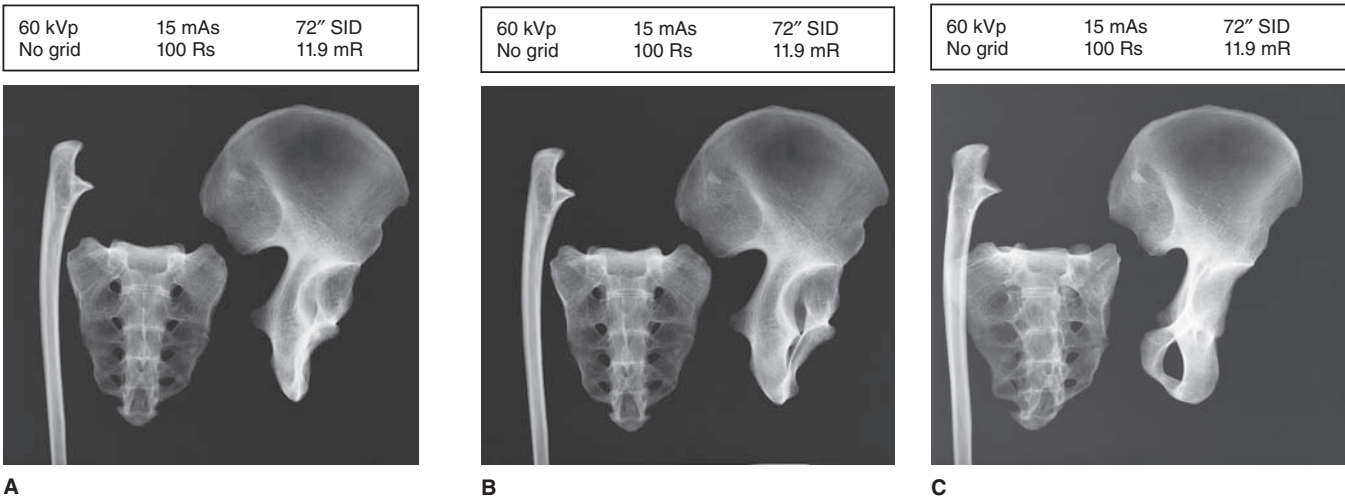 60 kVp 15 mAs 72″ SID
No grid 100 Rs 11.9 mR
60 kVp 15 mAs 72″ SID
No grid 100 Rs 11.9 mR
60 kVp 15 mAs 72″ SID
No grid 100 Rs 11.9 mR
A
B
C